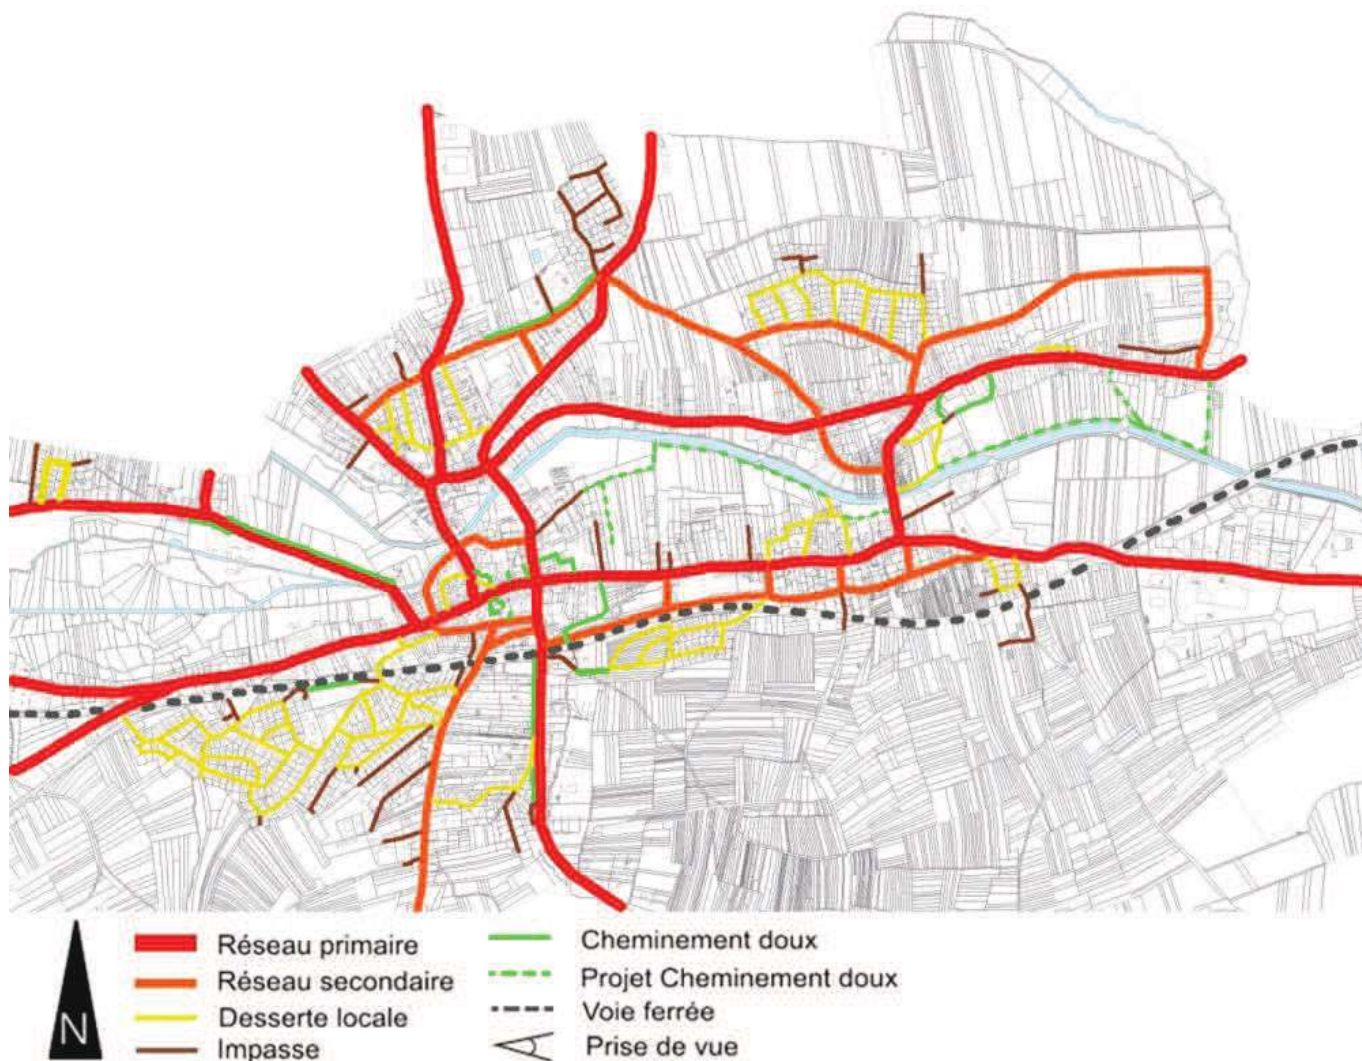 N
Réseau primaire
Réseau secondaire
Desserte locale
Impasse
Cheminement doux
Projet Cheminement doux
Voie ferrée
Prise de vue